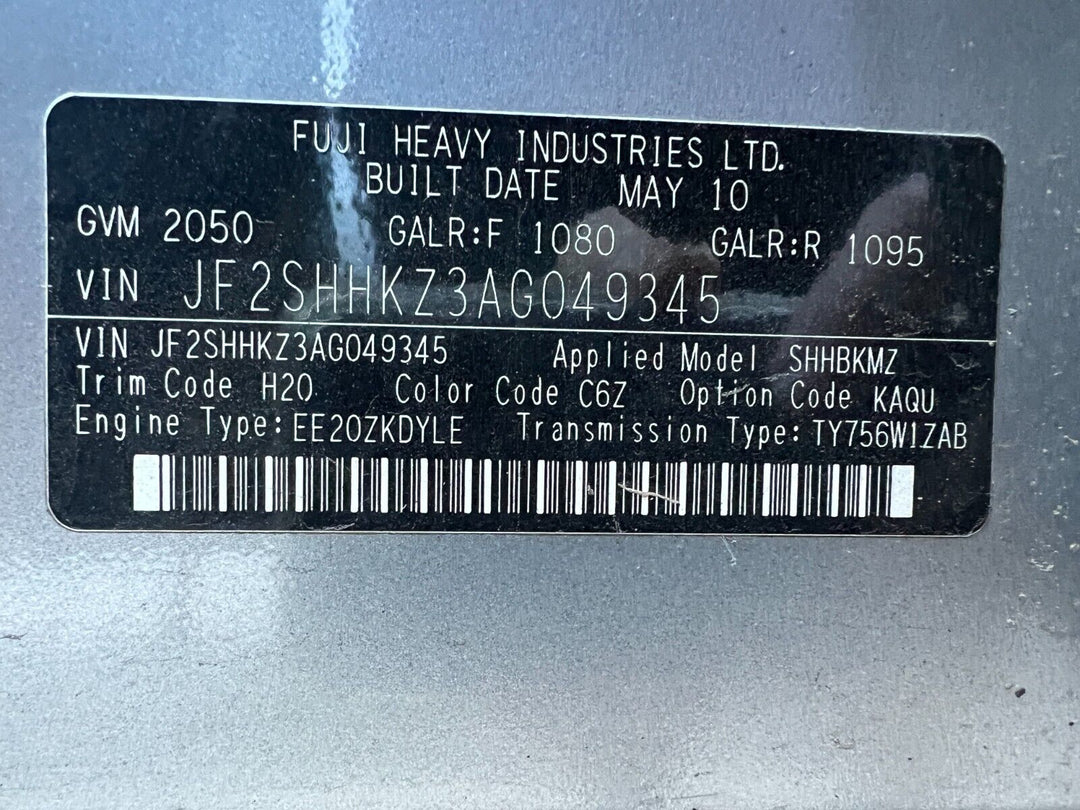 FUJI HEAVY INDUSTRIES LTD.
BUILT DATE MAY 10
GVM 2050 GALR:F 1080 GALR:R 1095
VIN JF2SHHKZ3AG049345
VIN JF2SHHKZ3AG049345 Applied Model SHHBKMZ
Trim Code H20 Color Code C6Z Option Code KAQU
Engine Type: EE20ZKDYLE Transmission Type: TY756W1ZAB